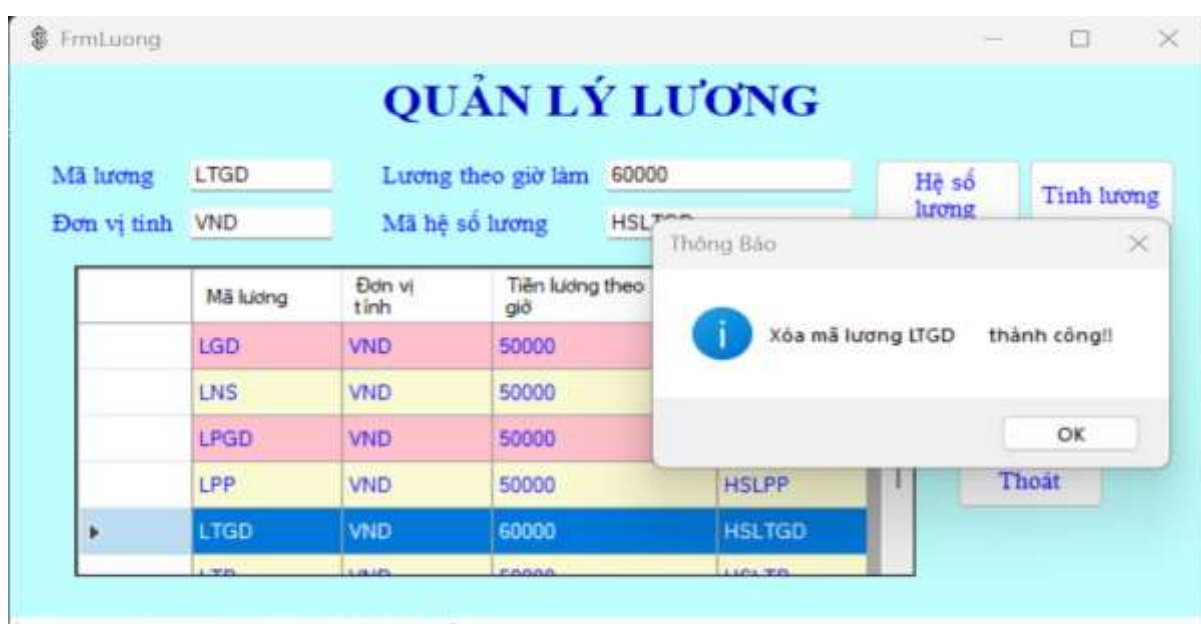 FrmLuong
QUẢN LÝ LƯƠNG
Mã lương LTGD Lương theo giờ làm 60000
Hệ số
lương
Tính lương
Đơn vị tính VND Mã hệ số lương
Thông Báo
Xóa mã lương LTGD thành công!!
OK
Mã lương Đơn vị
tính
Tiền lương theo
giờ
LGD VND 50000
LNS VND 50000
LPGD VND 50000
LPP VND 50000 HSLPP
Thoát
LTGD VND 60000 HSLTGD